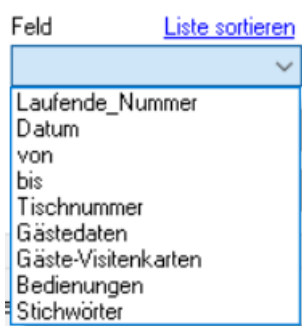 Feld Liste sortieren
Laufende_Nummer
Datum
von
bis
Tischnummer
Gästedaten
Gäste-Visitenkarten
Bedienungen
Stichwörter